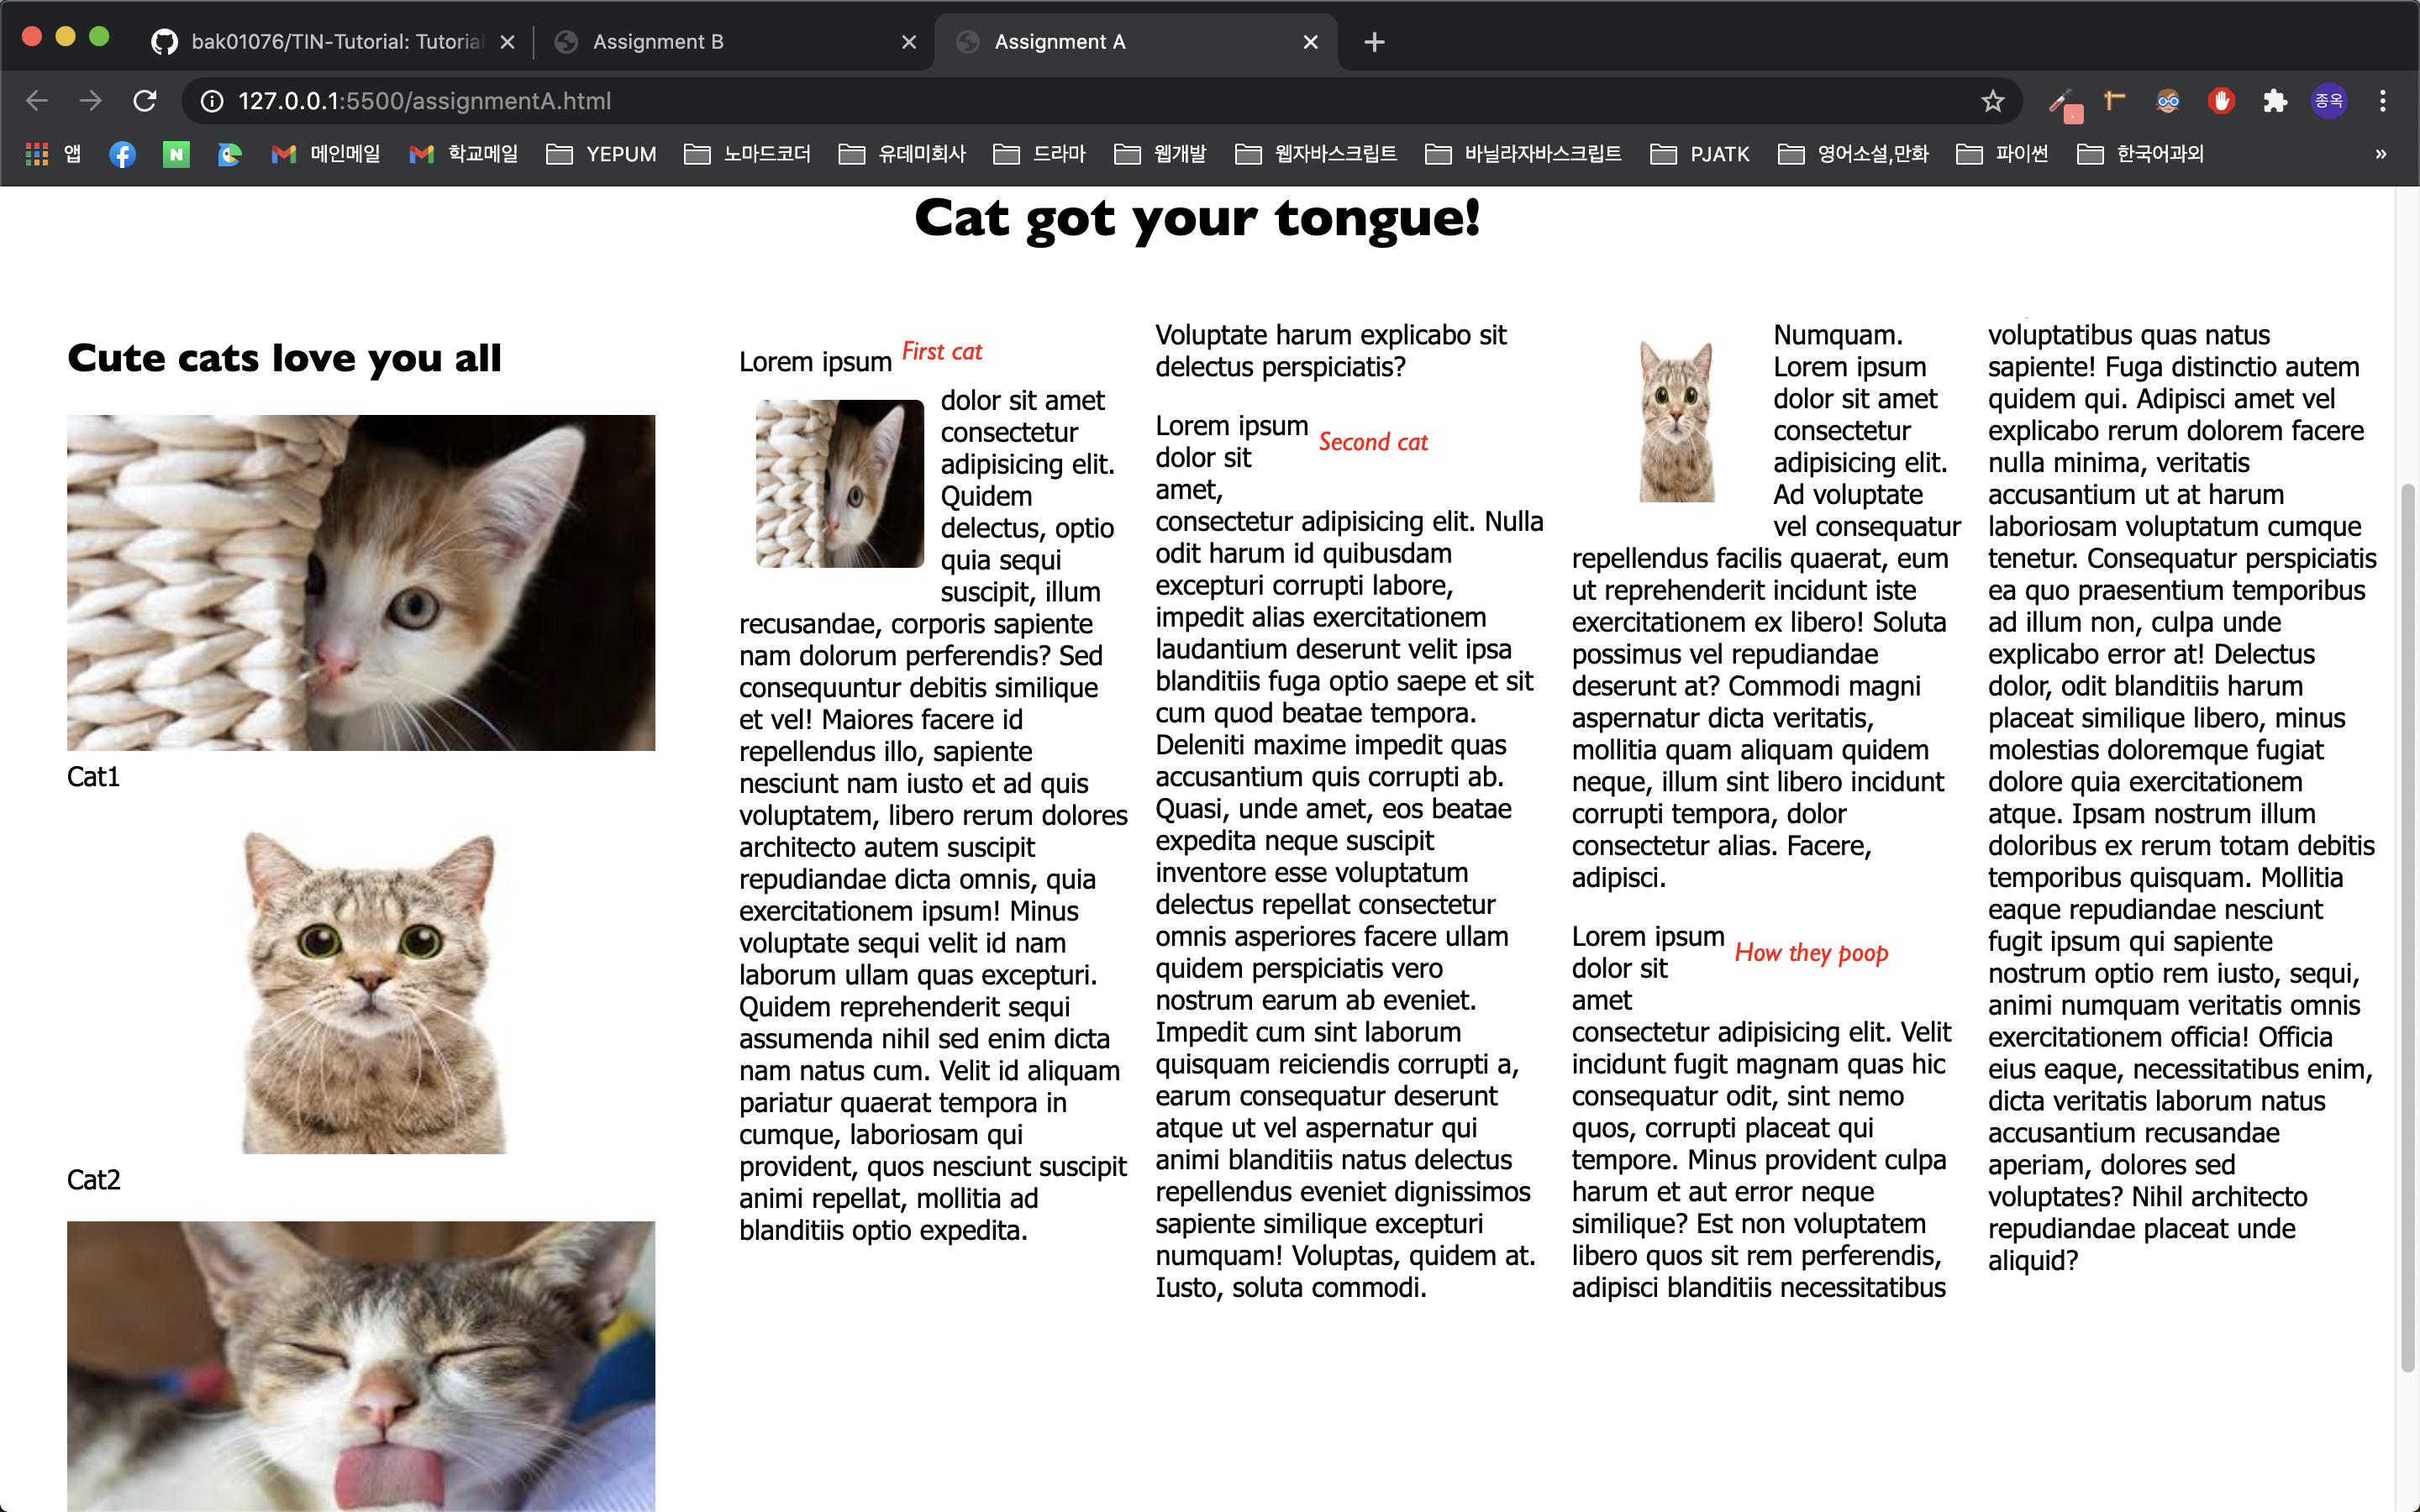 bak01076/TIN-Tutorial: Tutoria
Assignment B
Assignment A
127.0.0.1:5500/assignmentA.html
종옥
앱
메인메일
학교메일
YEPUM
노마드코더
유데미회사
드라마
웹개발
웹자바스크립트
바닐라자바스크립트
PJATK
영어소설,만화
파이썬
한국어과외
»
Cat got your tongue!
Cute cats love you all
Cat1
Cat2
Lorem ipsum First cat
dolor sit amet
consectetur
adipisicing elit.
Quidem
delectus, optio
quia sequi
suscipit, illum
recusandae, corporis sapiente
nam dolorum perferendis? Sed
consequuntur debitis similique
et vel! Maiores facere id
repellendus illo, sapiente
nesciunt nam iusto et ad quis
voluptatem, libero rerum dolores
architecto autem suscipit
repudiandae dicta omnis, quia
exercitationem ipsum! Minus
voluptate sequi velit id nam
laborum ullam quas excepturi.
Quidem reprehenderit sequi
assumenda nihil sed enim dicta
nam natus cum. Velit id aliquam
pariatur quaerat tempora in
cumque, laboriosam qui
provident, quos nesciunt suscipit
animi repellat, mollitia ad
blanditiis optio expedita.
Voluptate harum explicabo sit
delectus perspiciatis?
Lorem ipsum Second cat
dolor sit
amet,
consectetur adipisicing elit. Nulla
odit harum id quibusdam
excepturi corrupti labore,
impedit alias exercitationem
laudantium deserunt velit ipsa
blanditiis fuga optio saepe et sit
cum quod beatae tempora.
Deleniti maxime impedit quas
accusantium quis corrupti ab.
Quasi, unde amet, eos beatae
expedita neque suscipit
inventore esse voluptatum
delectus repellat consectetur
omnis asperiores facere ullam
quidem perspiciatis vero
nostrum earum ab eveniet.
Impedit cum sint laborum
quisquam reiciendis corrupti a,
earum consequatur deserunt
atque ut vel aspernatur qui
animi blanditiis natus delectus
repellendus eveniet dignissimos
sapiente similique excepturi
numquam! Voluptas, quidem at.
Iusto, soluta commodi.
Numquam.
Lorem ipsum
dolor sit amet
consectetur
adipisicing elit.
Ad voluptate
vel consequatur
repellendus facilis quaerat, eum
ut reprehenderit incidunt iste
exercitationem ex libero! Soluta
possimus vel repudiandae
deserunt at? Commodi magni
aspernatur dicta veritatis,
mollitia quam aliquam quidem
neque, illum sint libero incidunt
corrupti tempora, dolor
consectetur alias. Facere,
adipisci.
Lorem ipsum How they poop
dolor sit
amet
consectetur adipisicing elit. Velit
incidunt fugit magnam quas hic
consequatur odit, sint nemo
quos, corrupti placeat qui
tempore. Minus provident culpa
harum et aut error neque
similique? Est non voluptatem
libero quos sit rem perferendis,
adipisci blanditiis necessitatibus
voluptatibus quas natus
sapiente! Fuga distinctio autem
quidem qui. Adipisci amet vel
explicabo rerum dolorem facere
nulla minima, veritatis
accusantium ut at harum
laboriosam voluptatum cumque
tenetur. Consequatur perspiciatis
ea quo praesentium temporibus
ad illum non, culpa unde
explicabo error at! Delectus
dolor, odit blanditiis harum
placeat similique libero, minus
molestias doloremque fugiat
dolore quia exercitationem
atque. Ipsam nostrum illum
doloribus ex rerum totam debitis
temporibus quisquam. Mollitia
eaque repudiandae nesciunt
fugit ipsum qui sapiente
nostrum optio rem iusto, sequi,
animi numquam veritatis omnis
exercitationem officia! Officia
eius eaque, necessitatibus enim,
dicta veritatis laborum natus
accusantium recusandae
aperiam, dolores sed
voluptates? Nihil architecto
repudiandae placeat unde
aliquid?